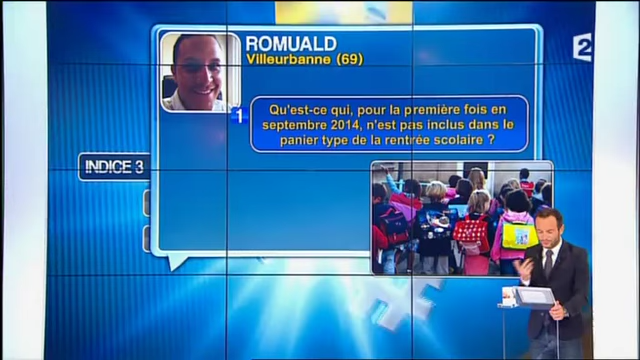 ROMUALD
Villeurbanne (69)
1
Qu'est-ce qui, pour la première fois en
septembre 2014, n'est pas inclus dans le
panier type de la rentrée scolaire ?
INDICE 3
2